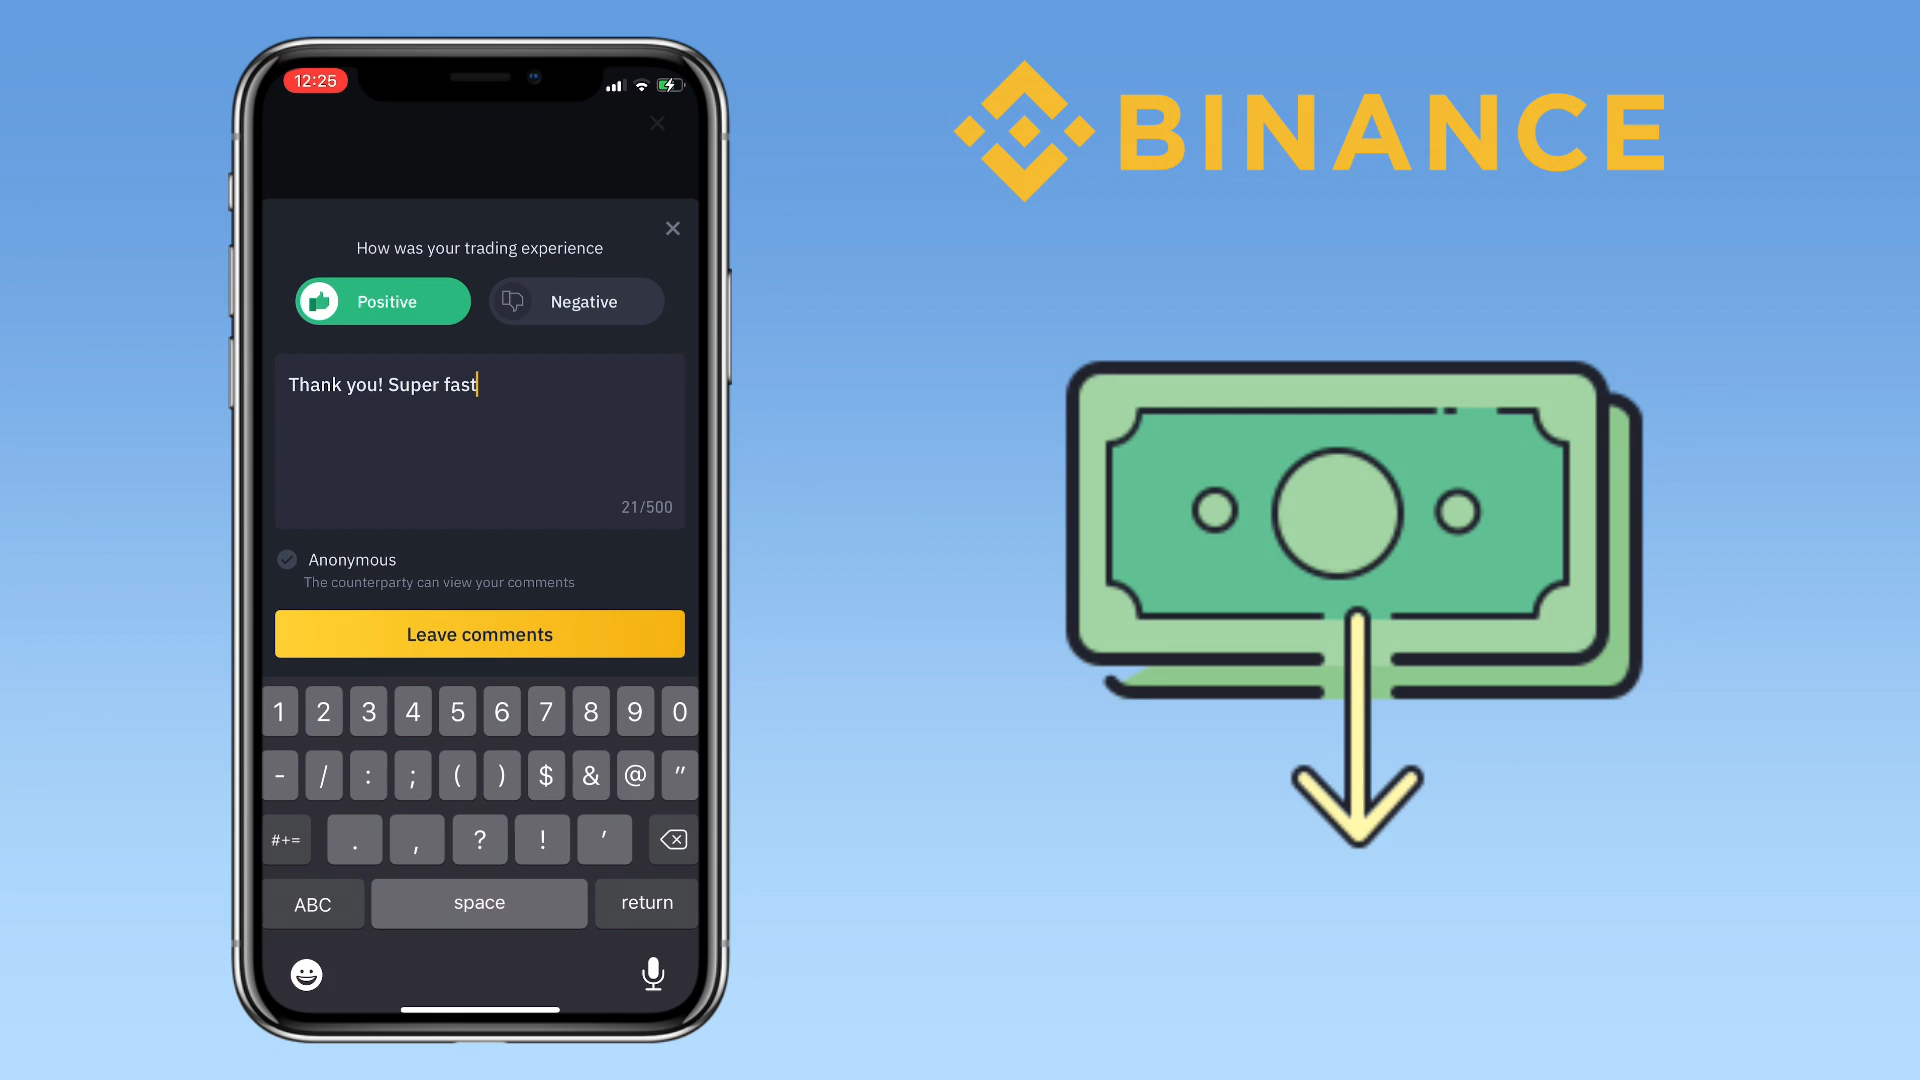 12:25
BINANCE
How was your trading experience
Positive
Negative
Thank you! Super fast
21/500
Anonymous
The counterparty can view your comments
Leave comments
1 2 3 4 5 6 7 8 9 0
- / : ; ( ) $ & @ "
#+= . , ? ! '
ABC space return